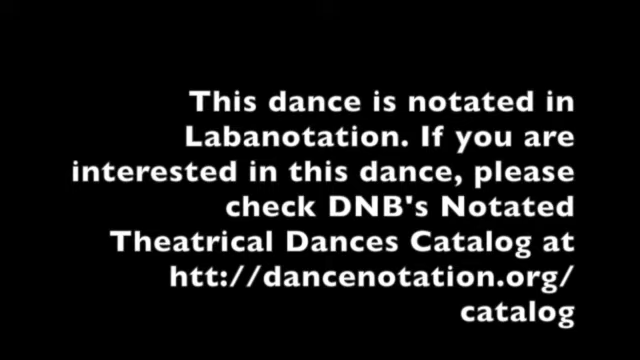 This dance is notated in
Labanotation. If you are
interested in this dance, please
check DNB's Notated
Theatrical Dances Catalog at
htt://dancenotation.org/
catalog